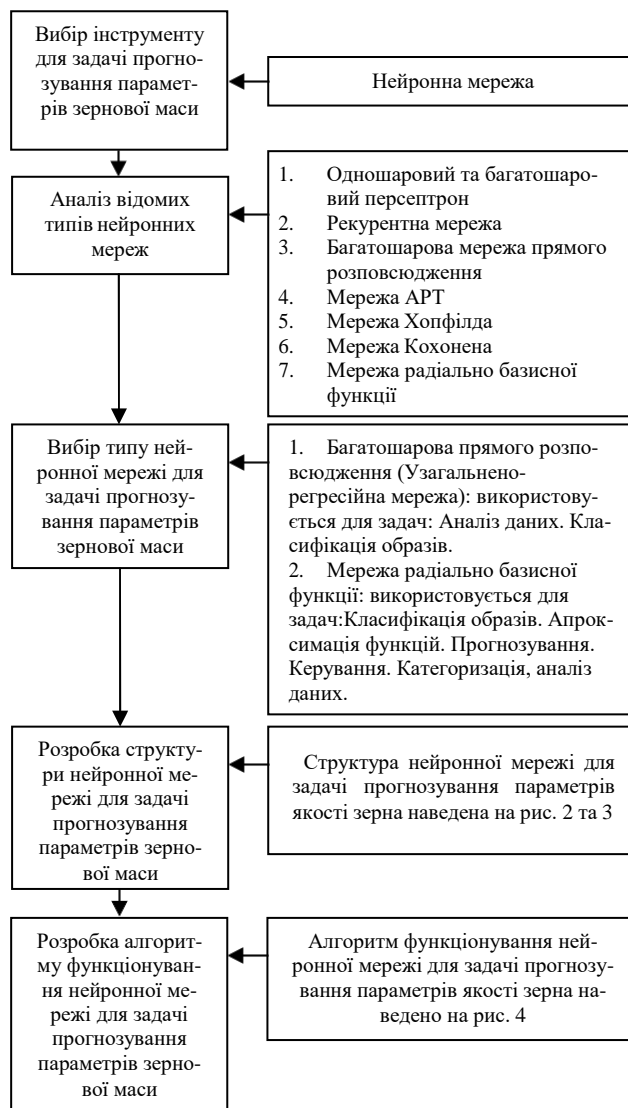 Вибір інструменту
для задачі прогно-
зування парамет-
рів зернової маси
Нейронна мережа
Аналіз відомих
типів нейронних
мереж
1. Одношаровий та багатошаро-
вий персептрон
2. Рекурентна мережа
3. Багатошарова мережа прямого
розповсюдження
4. Мережа АРТ
5. Мережа Хопфілда
6. Мережа Кохонена
7. Мережа радіально базисної
функції
Вибір типу ней-
ронної мережі для
задачі прогнозу-
вання параметрів
зернової маси
1. Багатошарова прямого розпо-
всюдження (Узагальнено-
регресійна мережа): використову-
ється для задач: Аналіз даних. Кла-
сифікація образів.
2. Мережа радіально базисної
функції: використовується для
задач:Класифікація образів. Апрок-
симація функцій. Прогнозування.
Керування. Категоризація, аналіз
даних.
Розробка структу-
ри нейронної ме-
режі для задачі
прогнозування
параметрів зерно-
вої маси
Структура нейронної мережі для
задачі прогнозування параметрів
якості зерна наведена на рис. 2 та 3
Розробка алгорит-
му функціонуван-
ня нейронної ме-
режі для задачі
прогнозування
параметрів зерно-
вої маси
Алгоритм функціонування ней-
ронної мережі для задачі прогнозу-
вання параметрів якості зерна на-
ведено на рис. 4